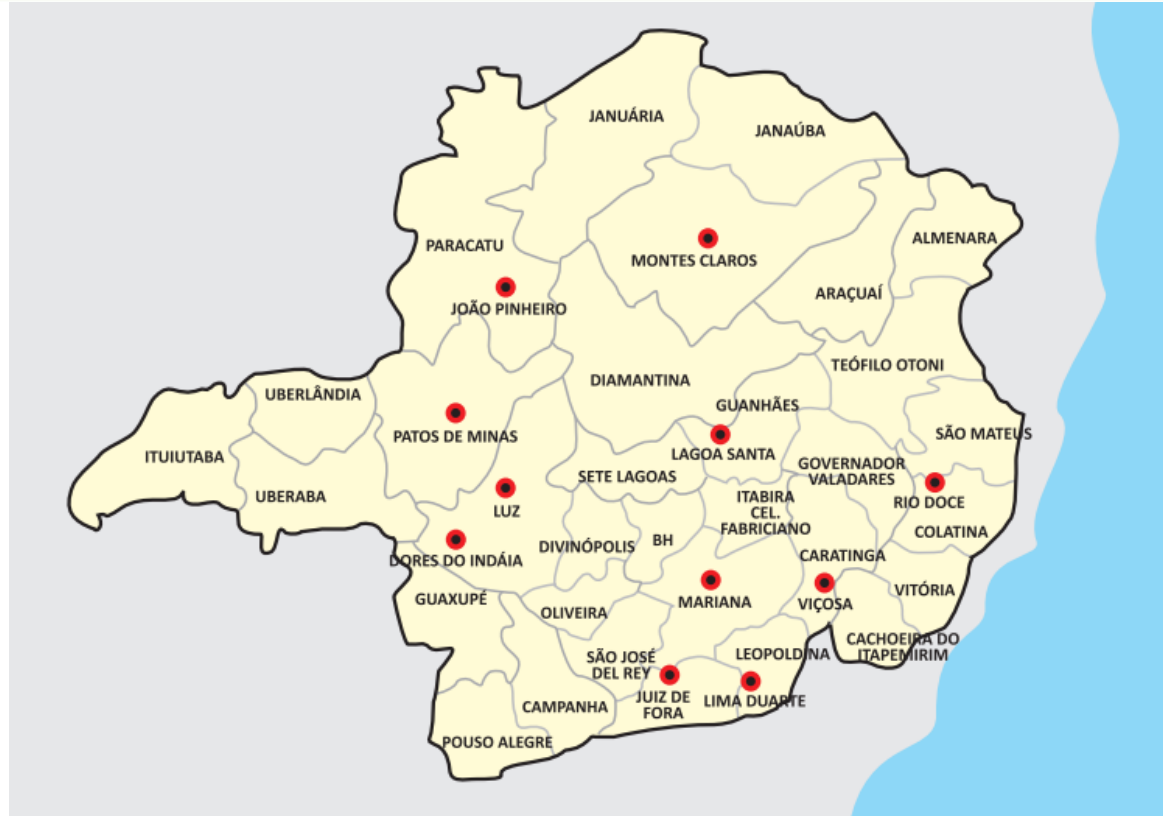 JANUÁRIA
JANAÚBA
PARACATU
ALMENARA
MONTES CLAROS
ARAÇUAÍ
JOÃO PINHEIRO
TEÓFILO OTONI
DIAMANTINA
UBERLÂNDIA
GUANHÃES
PATOS DE MINAS
SÃO MATEUS
ITUIUTABA
LAGOA SANTA
GOVERNADOR
VALADARES
SETE LAGOAS
UBERABA
ITABIRA
CEL.
FABRICIANO
RIO DOCE
LUZ
COLATINA
DIVINÓPOLIS
BH
DORES DO INDÁIA
CARATINGA
VITÓRIA
GUAXUPÉ
OLIVEIRA
MARIANA
VIÇOSA
CACHOEIRA DO
ITAPEMIRIM
SÃO JOSÉ
DEL REY
LEOPOLDINA
JUIZ DE
FORA
LIMA DUARTE
CAMPANHA
POUSO ALEGRE